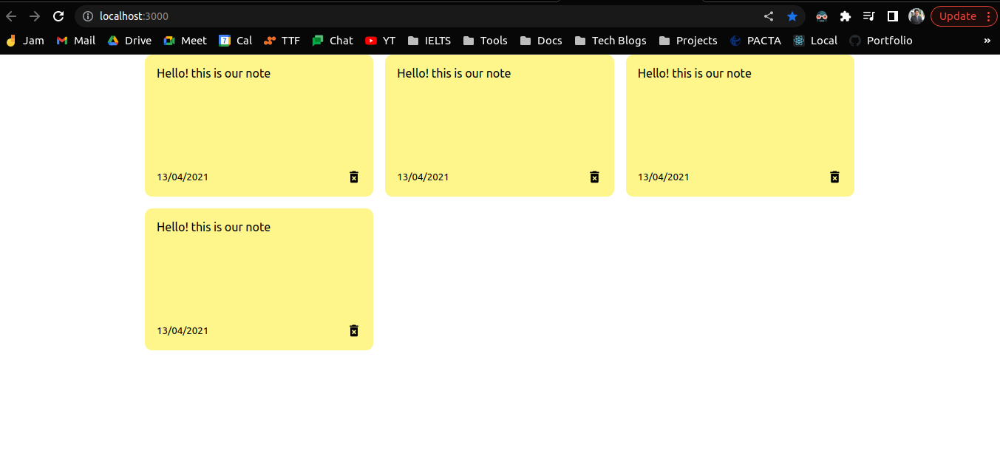 localhost:3000
Update
Jam Mail Drive Meet 7 Cal TTF Chat YT IELTS Tools Docs Tech Blogs Projects PACTA Local Portfolio »
Hello! this is our note
13/04/2021
Hello! this is our note
13/04/2021
Hello! this is our note
13/04/2021
Hello! this is our note
13/04/2021